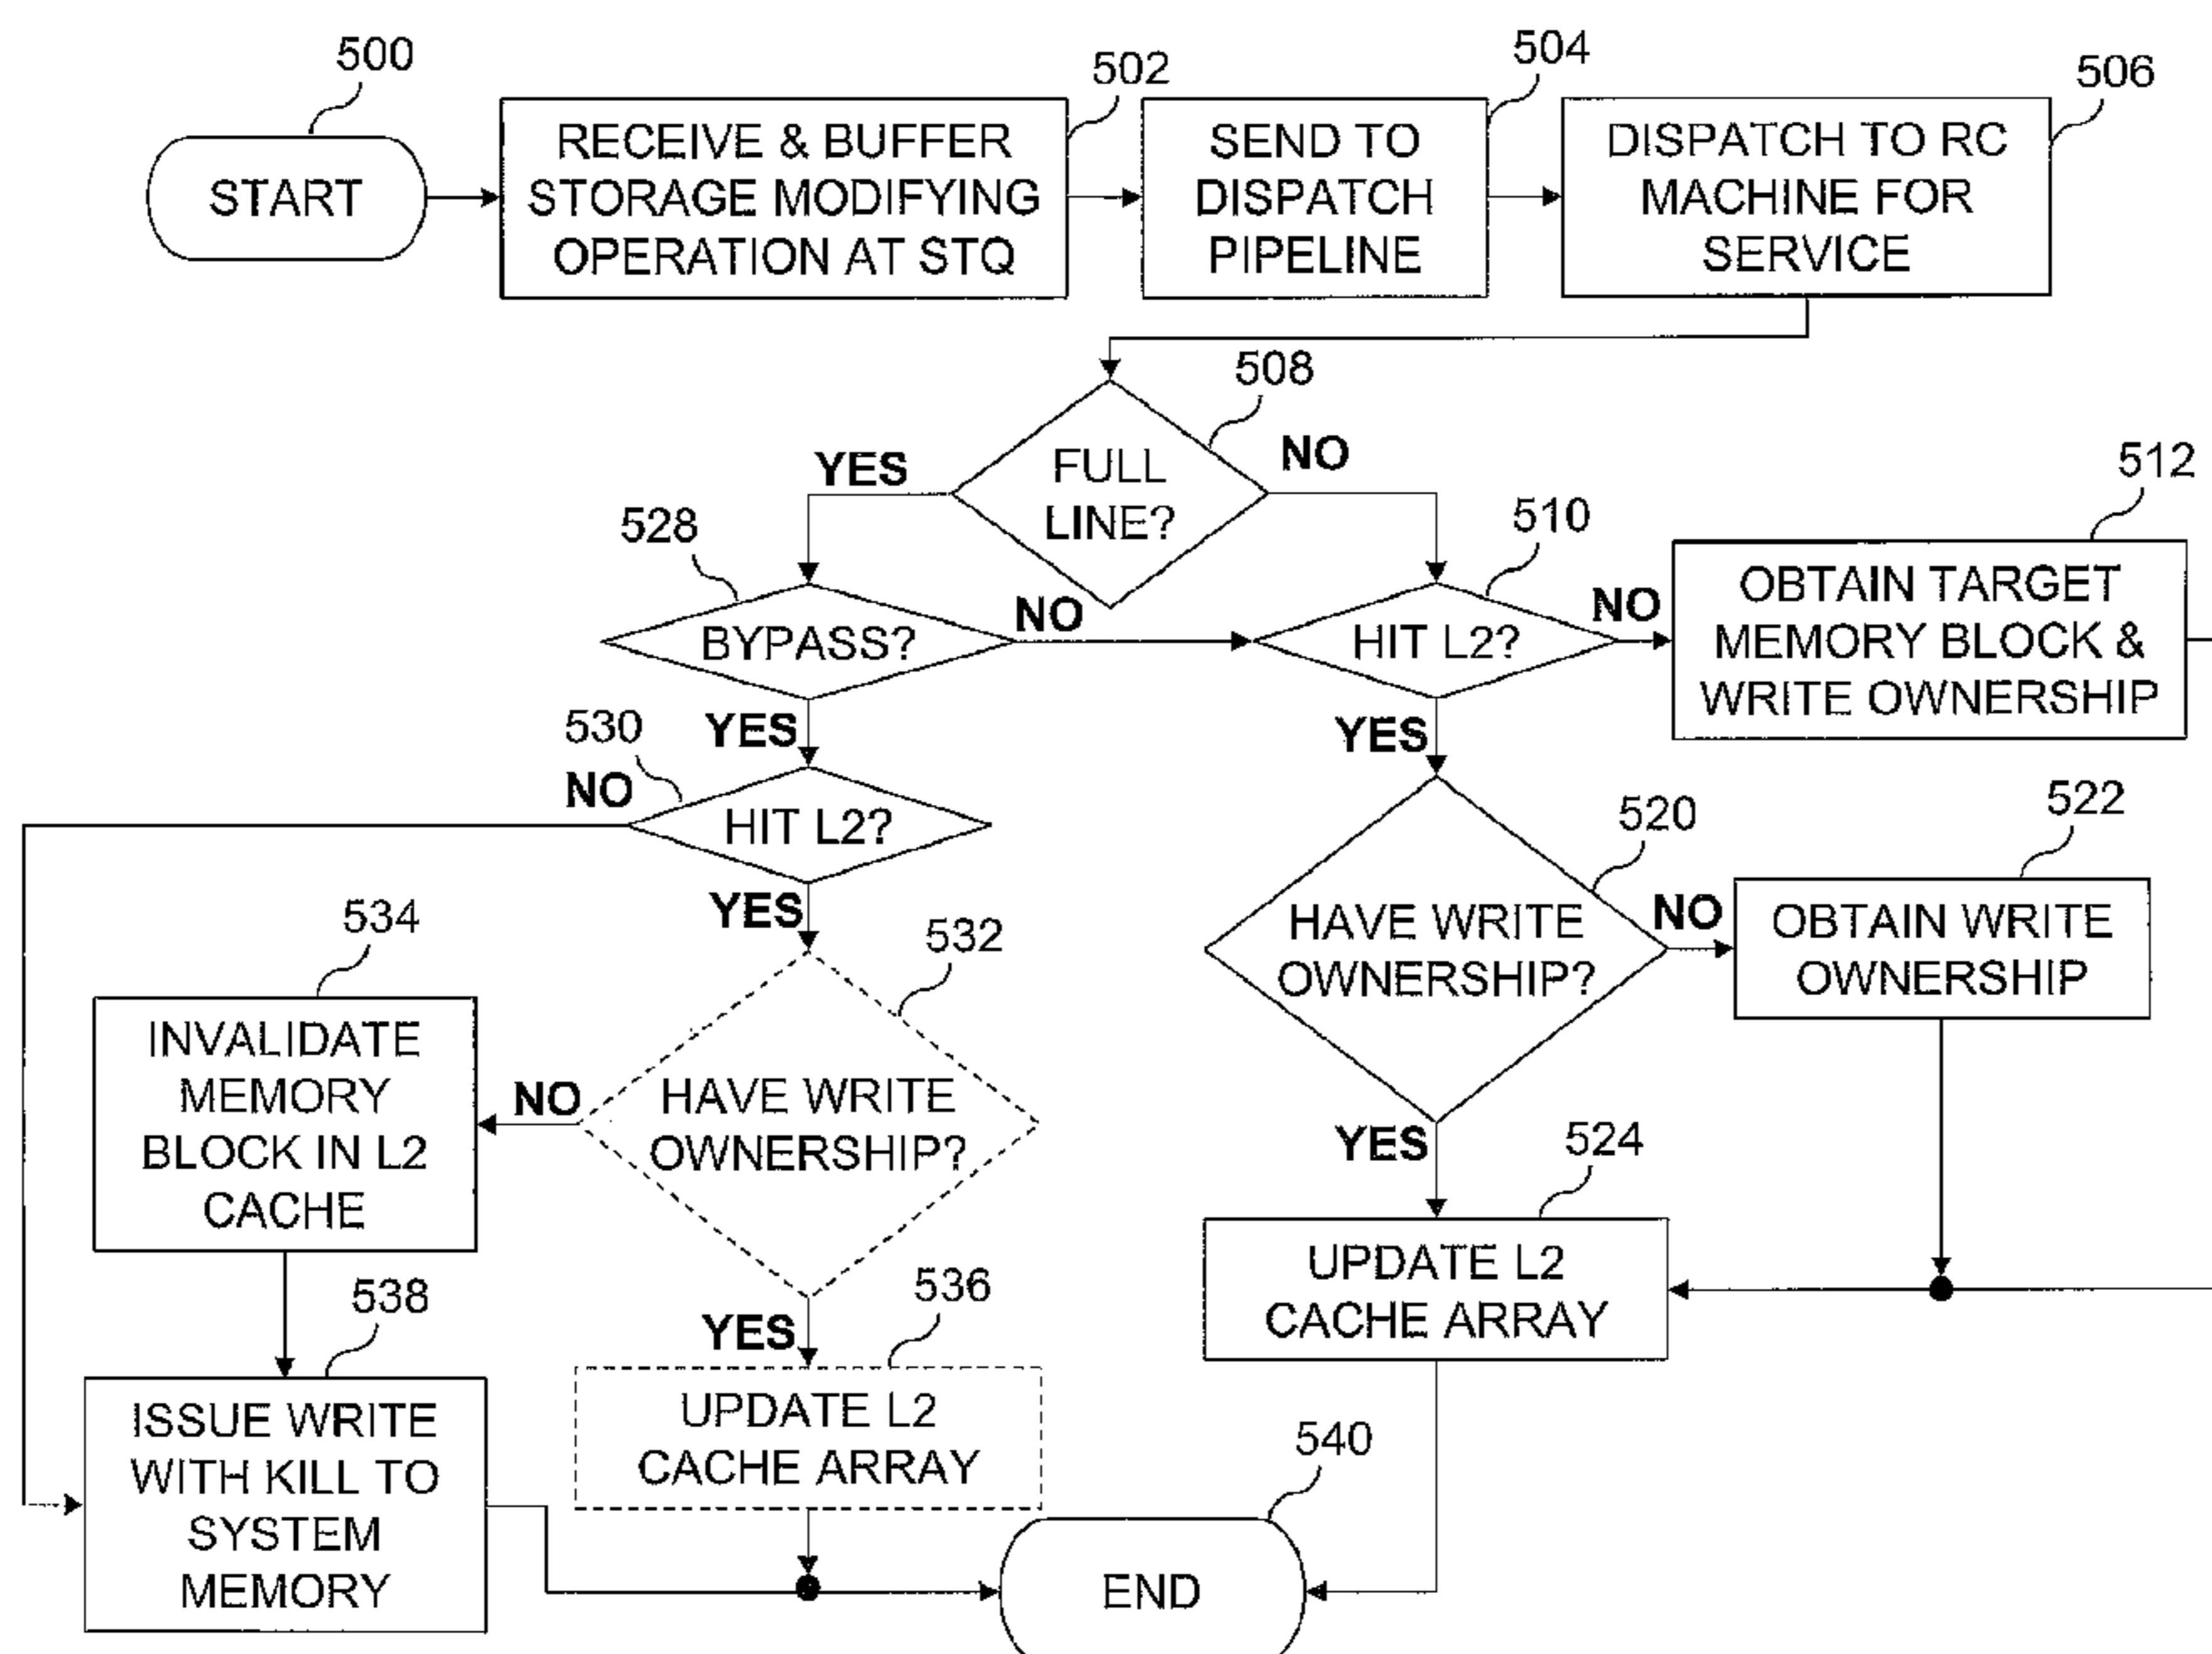 500
START
502
RECEIVE & BUFFER
STORAGE MODIFYING
OPERATION AT STQ
504
SEND TO
DISPATCH
PIPELINE
506
DISPATCH TO RC
MACHINE FOR
SERVICE
508
FULL
LINE?
YES
NO
528
BYPASS?
NO
YES
510
HIT L2?
NO
YES
512
OBTAIN TARGET
MEMORY BLOCK &
WRITE OWNERSHIP
530
HIT L2?
NO
YES
520
HAVE WRITE
OWNERSHIP?
NO
YES
522
OBTAIN WRITE
OWNERSHIP
532
HAVE WRITE
OWNERSHIP?
NO
YES
534
INVALIDATE
MEMORY
BLOCK IN L2
CACHE
524
UPDATE L2
CACHE ARRAY
536
UPDATE L2
CACHE ARRAY
538
ISSUE WRITE
WITH KILL TO
SYSTEM
MEMORY
540
END